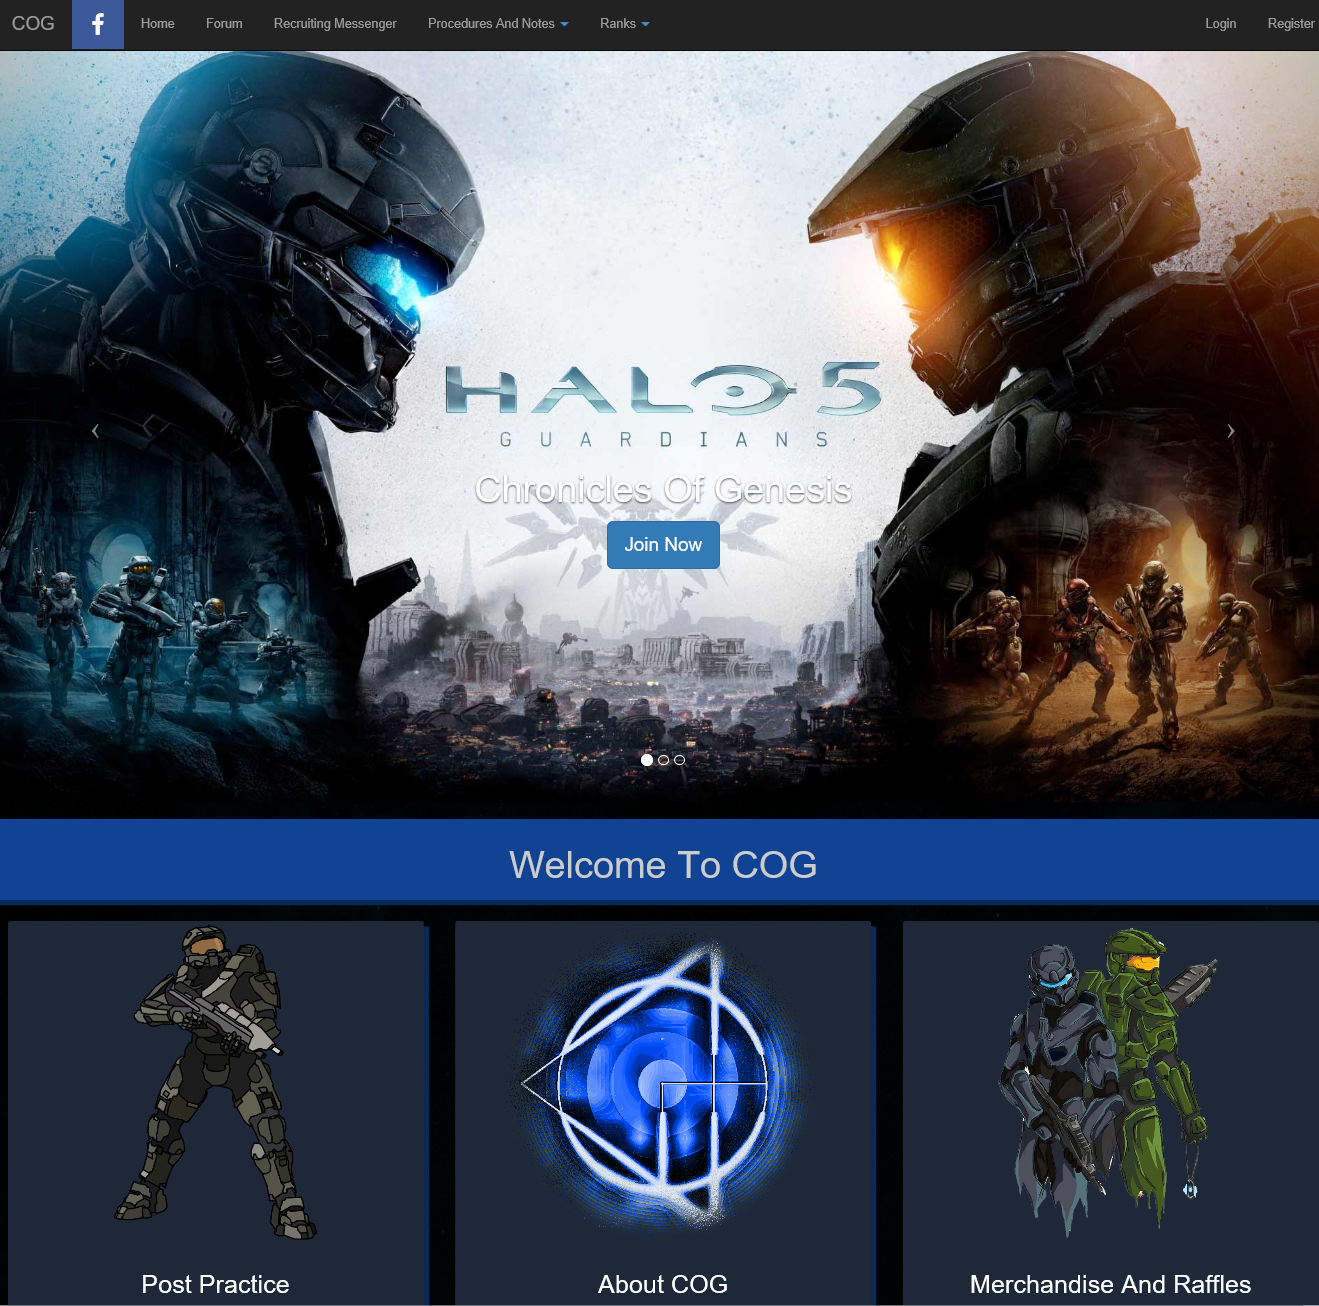 COG
Home
Forum
Recruiting Messenger
Procedures And Notes
Ranks
Login
Register
HALO 5
GUARDIANS
Chronicles Of Genesis
Join Now
Welcome To COG
Post Practice
About COG
Merchandise And Raffles